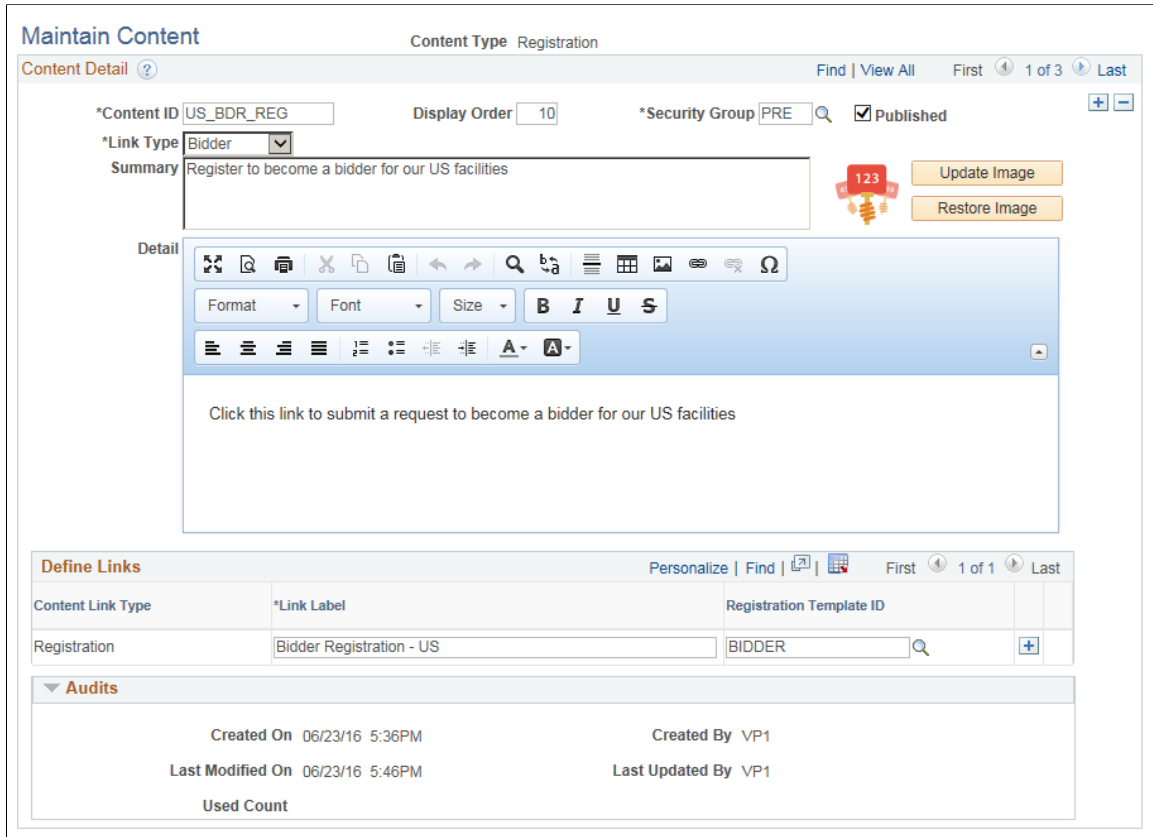 Maintain Content
Content Type Registration
Content Detail ? Find | View All First 1 of 3 Last
*Content ID US_BDR_REG Display Order 10 *Security Group PRE Published
*Link Type Bidder
Summary Register to become a bidder for our US facilities
123
Update Image
Restore Image
Detail
Format Font Size B I U S
A A
Click this link to submit a request to become a bidder for our US facilities
Define Links Personalize | Find | First 1 of 1 Last
Content Link Type *Link Label Registration Template ID
Registration Bidder Registration - US BIDDER
Audits
Created On 06/23/16 5:36PM Created By VP1
Last Modified On 06/23/16 5:46PM Last Updated By VP1
Used Count